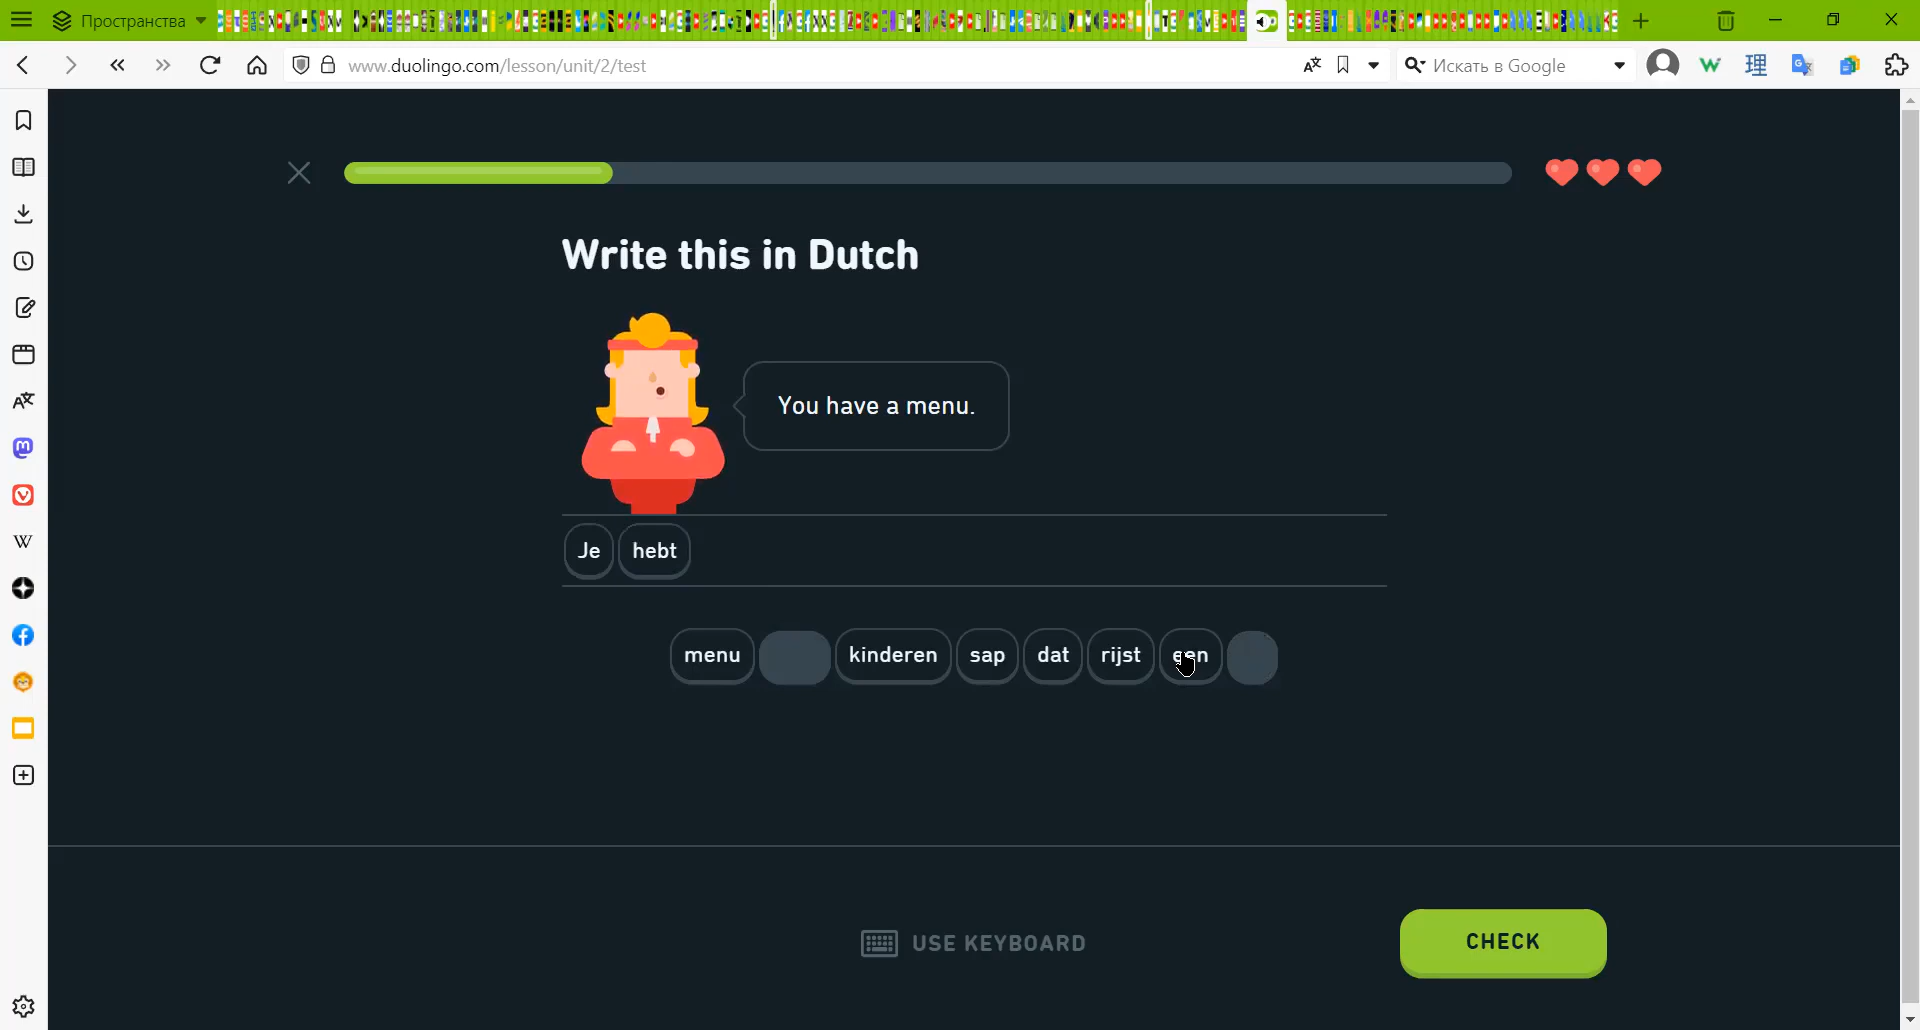 Пространства
www.duolingo.com/lesson/unit/2/test
Искать в Google
Write this in Dutch
You have a menu.
Je hebt
menu kinderen sap dat rijst een
USE KEYBOARD
CHECK